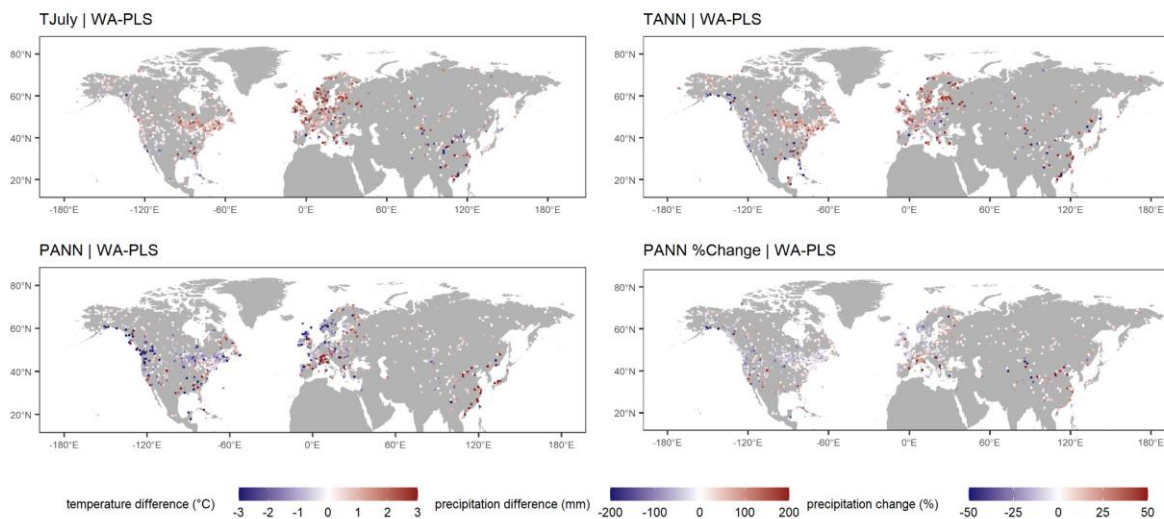 TJuly | WA-PLS
TANN | WA-PLS
80°N
60°N
40°N
20°N
-180°E -120°E -60°E 0°E 60°E 120°E 180°E
80°N
60°N
40°N
20°N
-180°E -120°E -60°E 0°E 60°E 120°E 180°E
PANN | WA-PLS
PANN %Change | WA-PLS
80°N
60°N
40°N
20°N
-180°E -120°E -60°E 0°E 60°E 120°E 180°E
80°N
60°N
40°N
20°N
-180°E -120°E -60°E 0°E 60°E 120°E 180°E
temperature difference (°C) -3 -2 -1 0 1 2 3
precipitation difference (mm) -200 -100 0 100 200
precipitation change (%) -50 -25 0 25 50